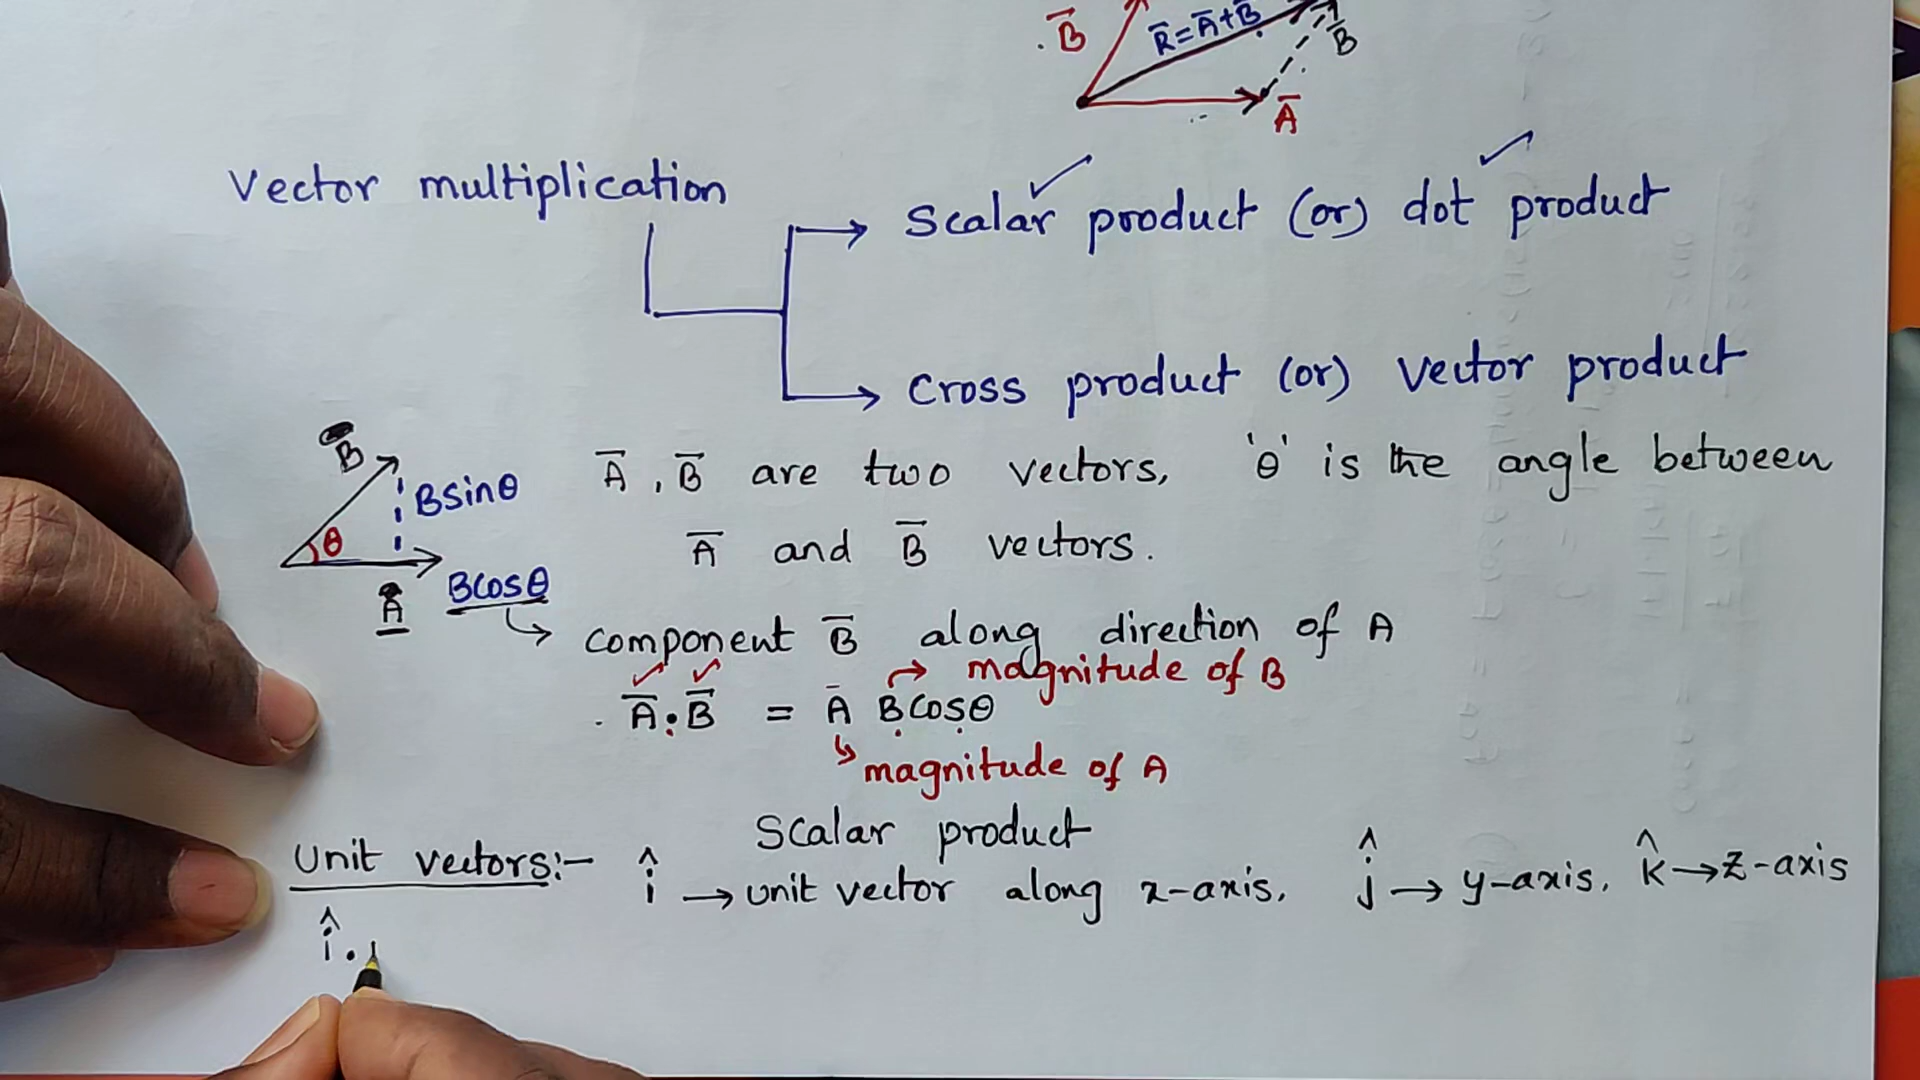 B̅ R̅=A̅+B̅ B̅
A̅
Vector multiplication
Scalar product (or) dot product
Cross product (or) Vector product
B̅
Bsinθ
θ
A
Bcosθ
A̅, B̅ are two vectors, 'θ' is the angle between
A̅ and B̅ vectors.
component B̅ along direction of A
magnitude of B
A̅.B̅ = A̅ Bcosθ
magnitude of A
Scalar product
Unit vectors:- î → unit vector along x-axis, ĵ → y-axis, k̂ → z-axis
î.